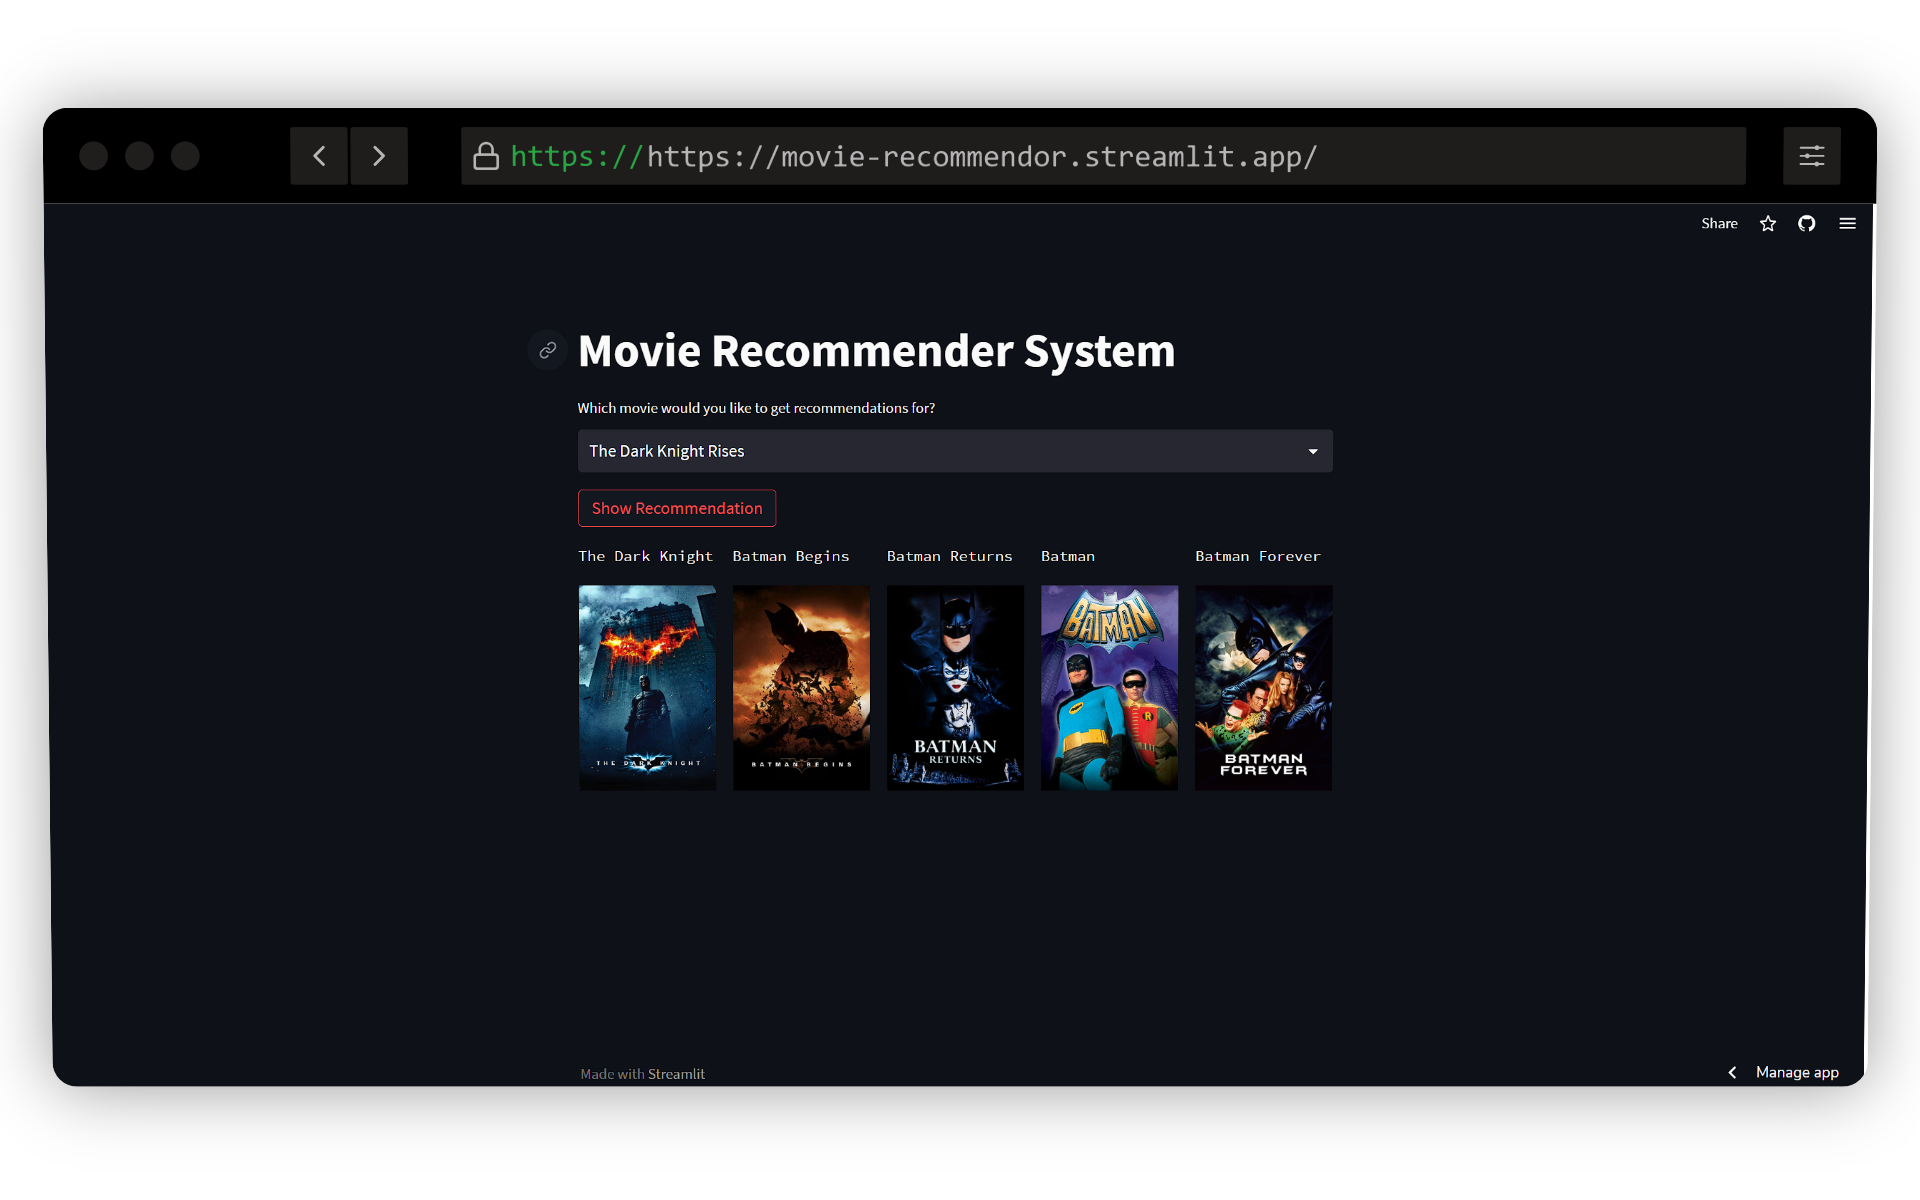 https://https://movie-recommendor.streamlit.app/
Share
Movie Recommender System
Which movie would you like to get recommendations for?
The Dark Knight Rises
Show Recommendation
The Dark Knight Batman Begins Batman Returns Batman Batman Forever
BATMAN
R
THE DARK KNIGHT
BATMAN BEGINS
BATMAN
RETURNS
BATMAN
FOREVER
Made with Streamlit
Manage app